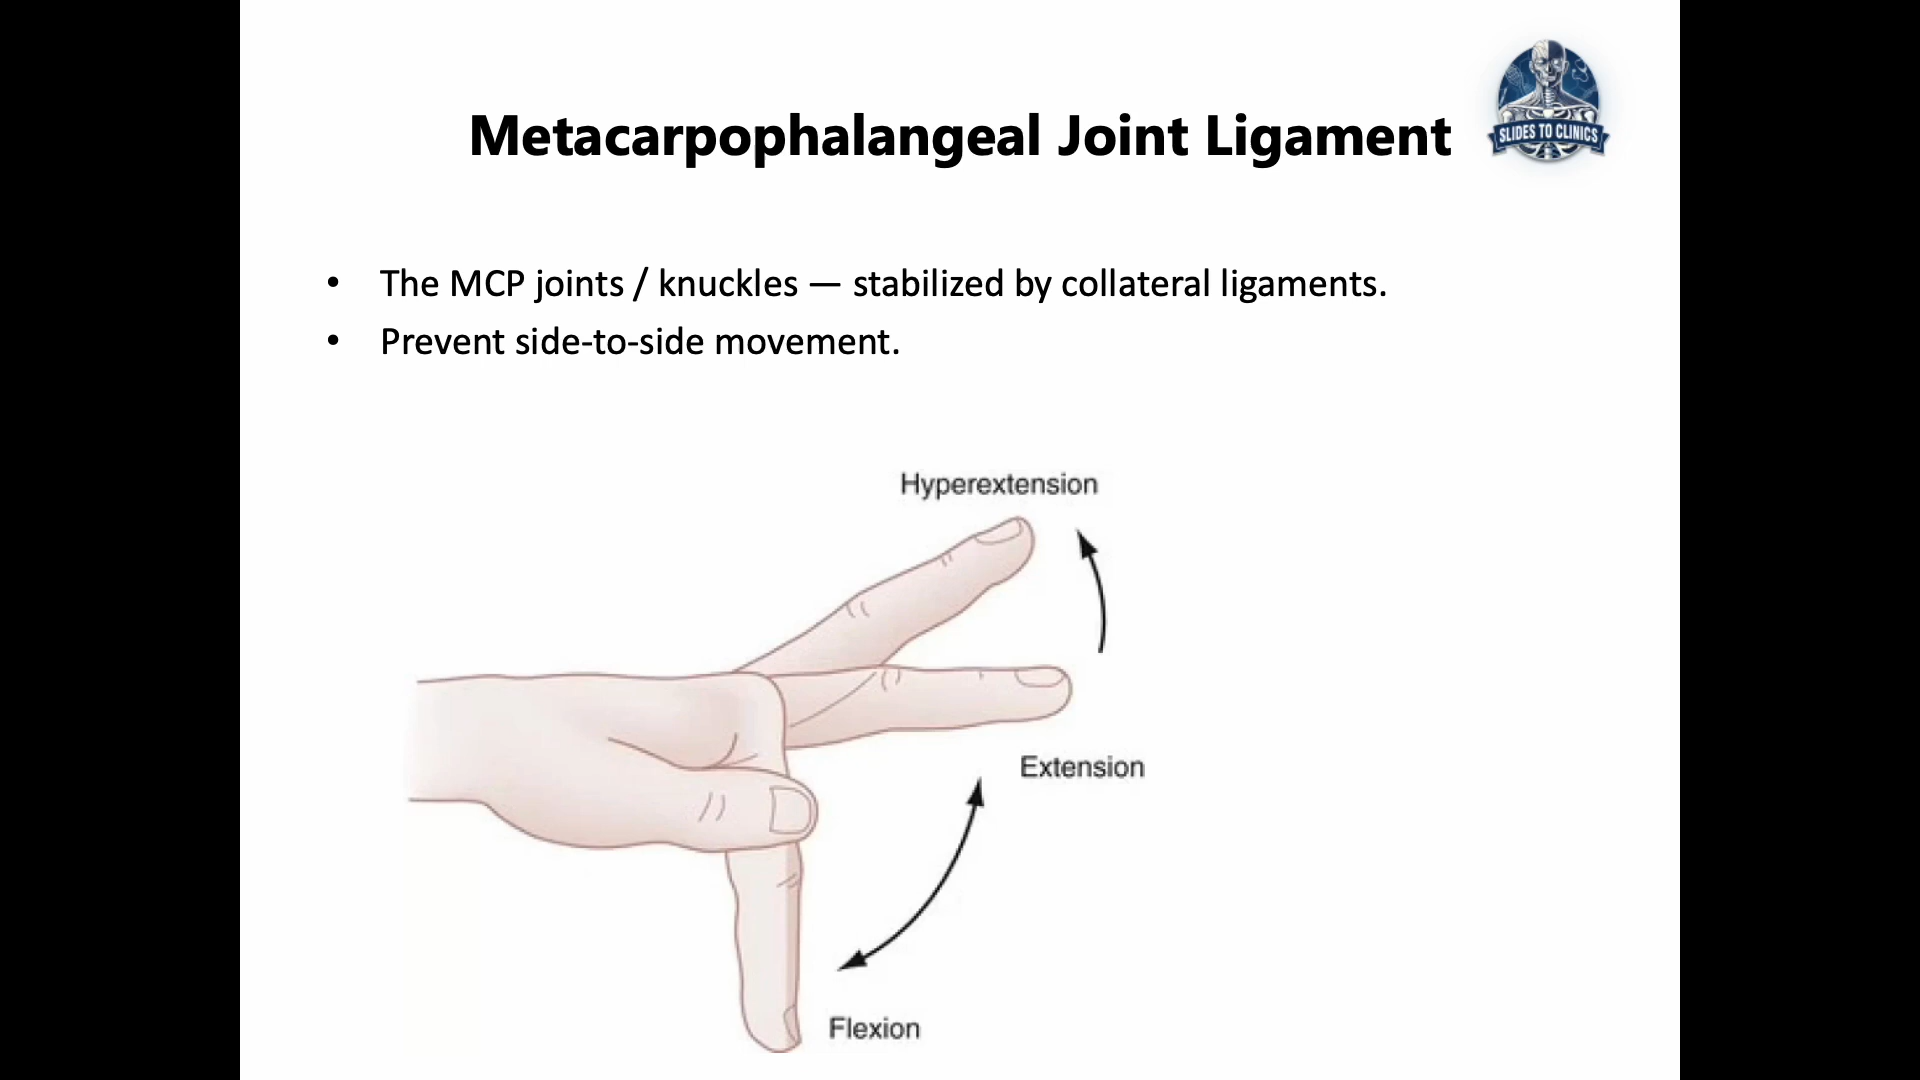 Metacarpophalangeal Joint Ligament
SLIDES TO CLINICS
• The MCP joints / knuckles — stabilized by collateral ligaments.
• Prevent side-to-side movement.
Hyperextension
Extension
Flexion